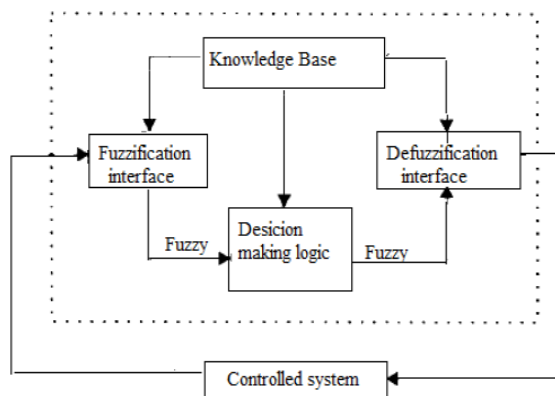 Knowledge Base
Fuzzification
interface
Defuzzification
interface
Desicion
making logic
Fuzzy
Fuzzy
Controlled system